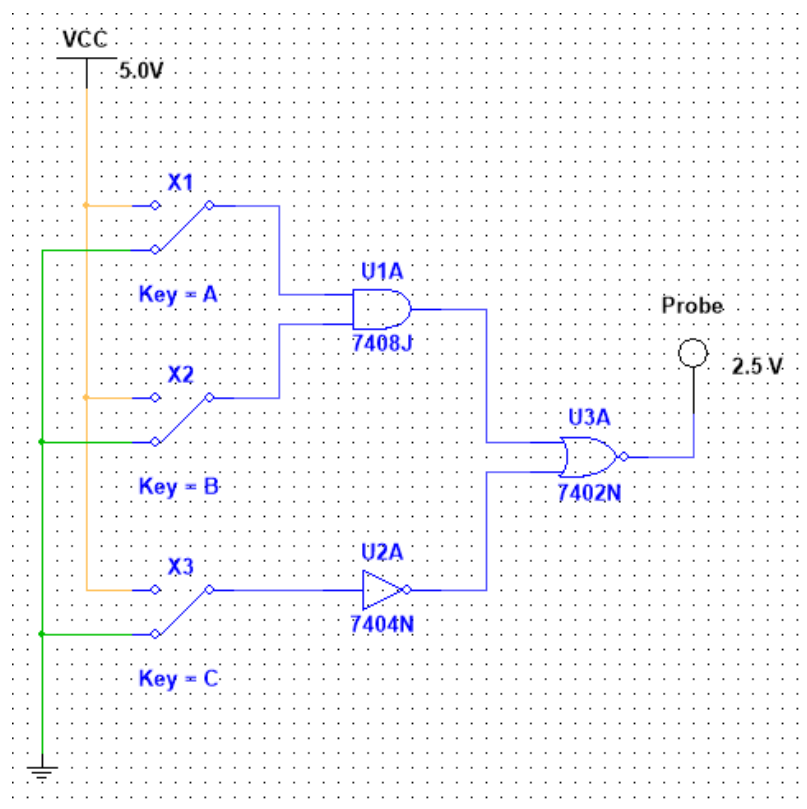 VCC
5.0V
X1
Key = A
U1A
7408J
Probe
2.5 V
X2
Key = B
U3A
7402N
X3
U2A
7404N
Key = C